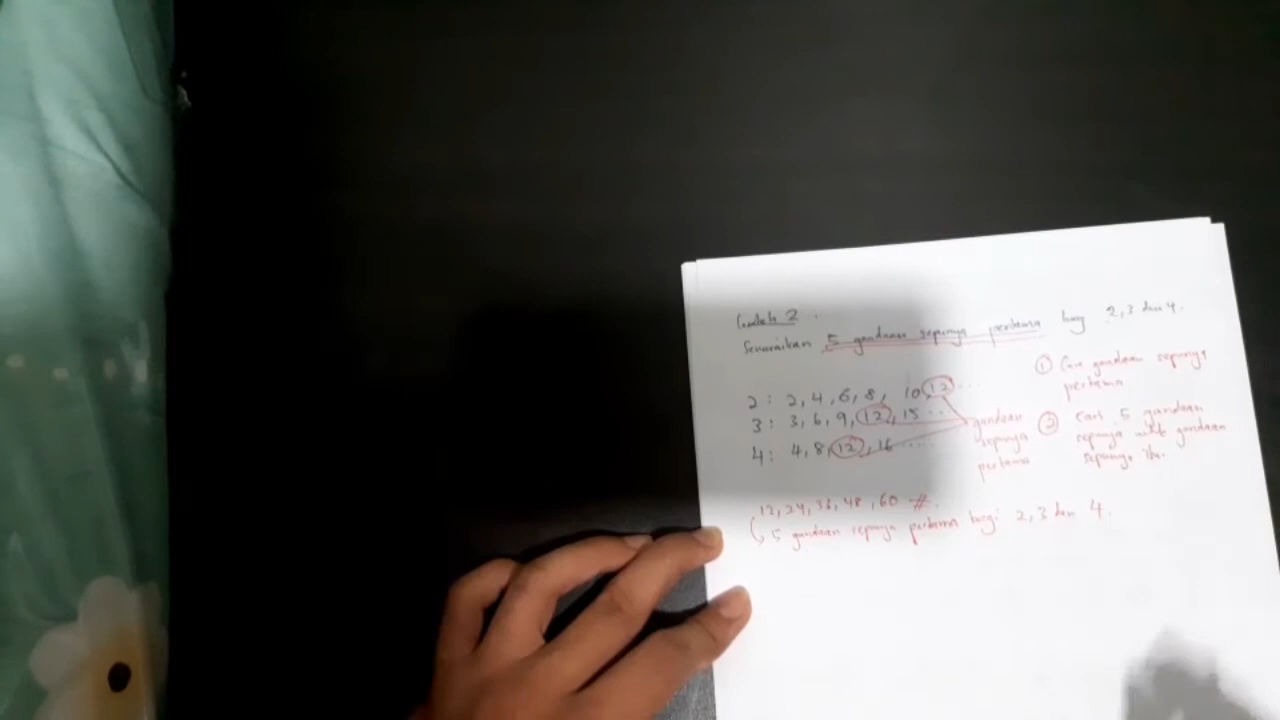 Contoh 2.
Senaraikan 5 gandaan sepunya pertama bagi 2, 3 dan 4.
2 : 2, 4, 6, 8, 10, 12 ...
3 : 3, 6, 9, 12, 15 ...
4 : 4, 8, 12, 16 ....
gandaan
sepunya
pertama
① Cari gandaan sepunya
pertama
② Cari 5 gandaan
sepunya untuk gandaan
sepunya itu.
12, 24, 36, 48, 60 #.
5 gandaan sepunya pertama bagi 2, 3 dan 4.